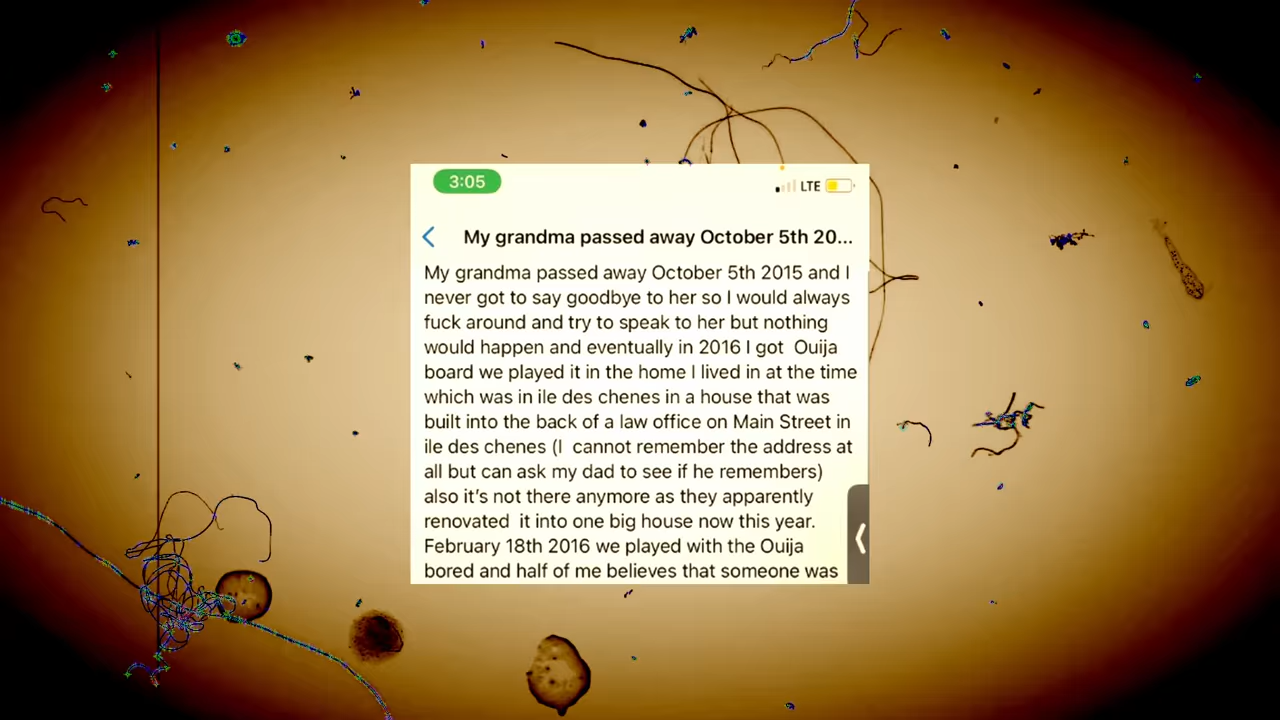 3:05
LTE
My grandma passed away October 5th 20...
My grandma passed away October 5th 2015 and I
never got to say goodbye to her so I would always
fuck around and try to speak to her but nothing
would happen and eventually in 2016 I got  Ouija
board we played it in the home I lived in at the time
which was in ile des chenes in a house that was
built into the back of a law office on Main Street in
ile des chenes (I  cannot remember the address at
all but can ask my dad to see if he remembers)
also it's not there anymore as they apparently
renovated  it into one big house now this year.
February 18th 2016 we played with the Ouija
bored and half of me believes that someone was